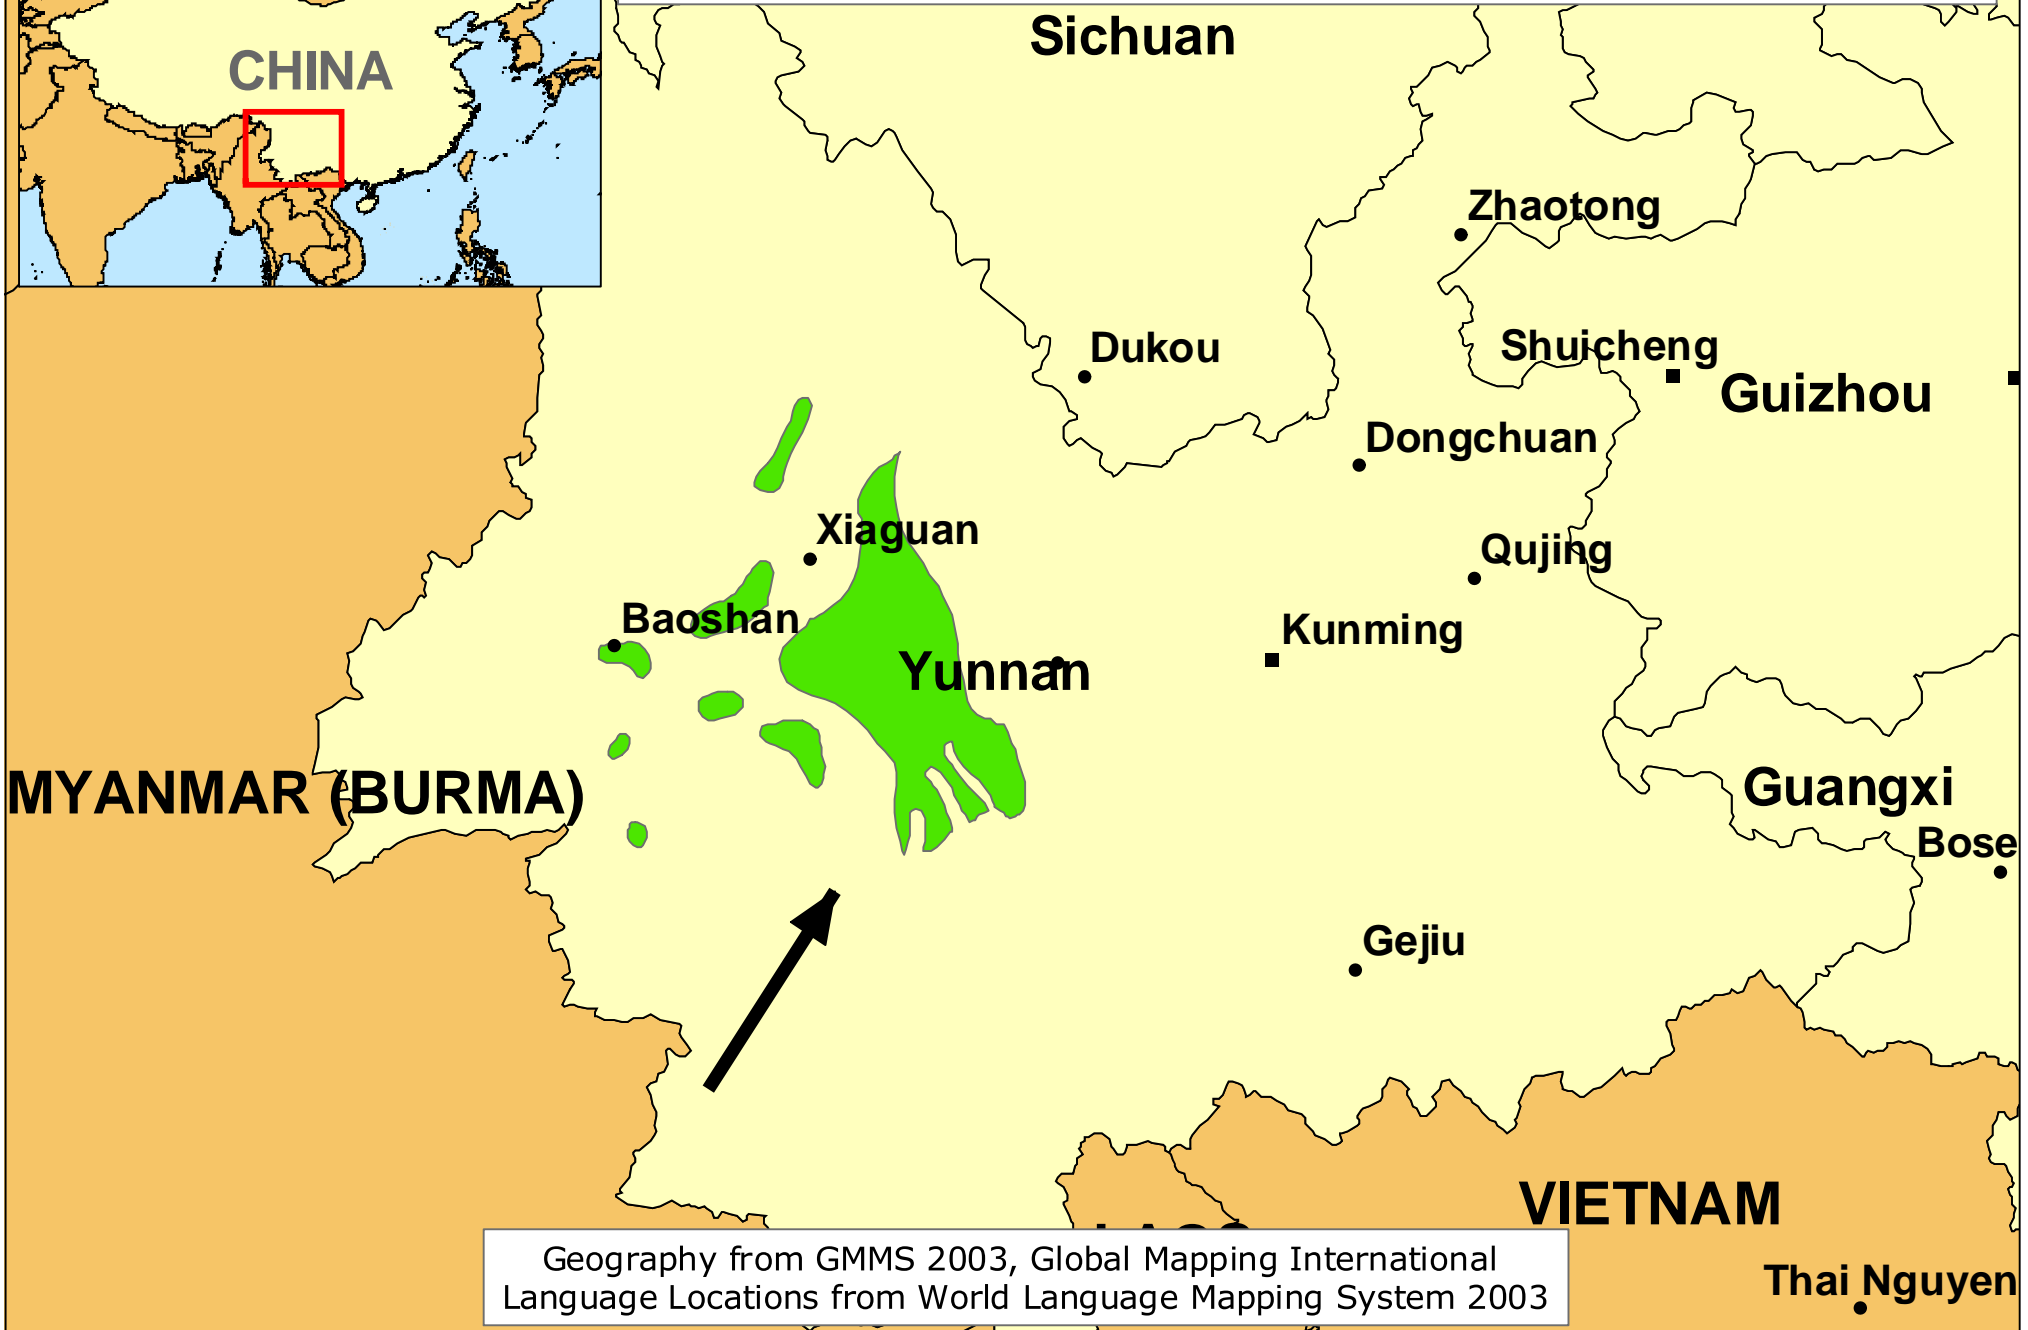 Sichuan
CHINA
Zhaotong
Dukou
Shuicheng
Guizhou
Dongchuan
Xiaguan
Qujing
Baoshan
Kunming
Yunnan
MYANMAR (BURMA)
Guangxi
Bose
Gejiu
VIETNAM
LAOS
Geography from GMMS 2003, Global Mapping International
Thai Nguyen
Language Locations from World Language Mapping System 2003